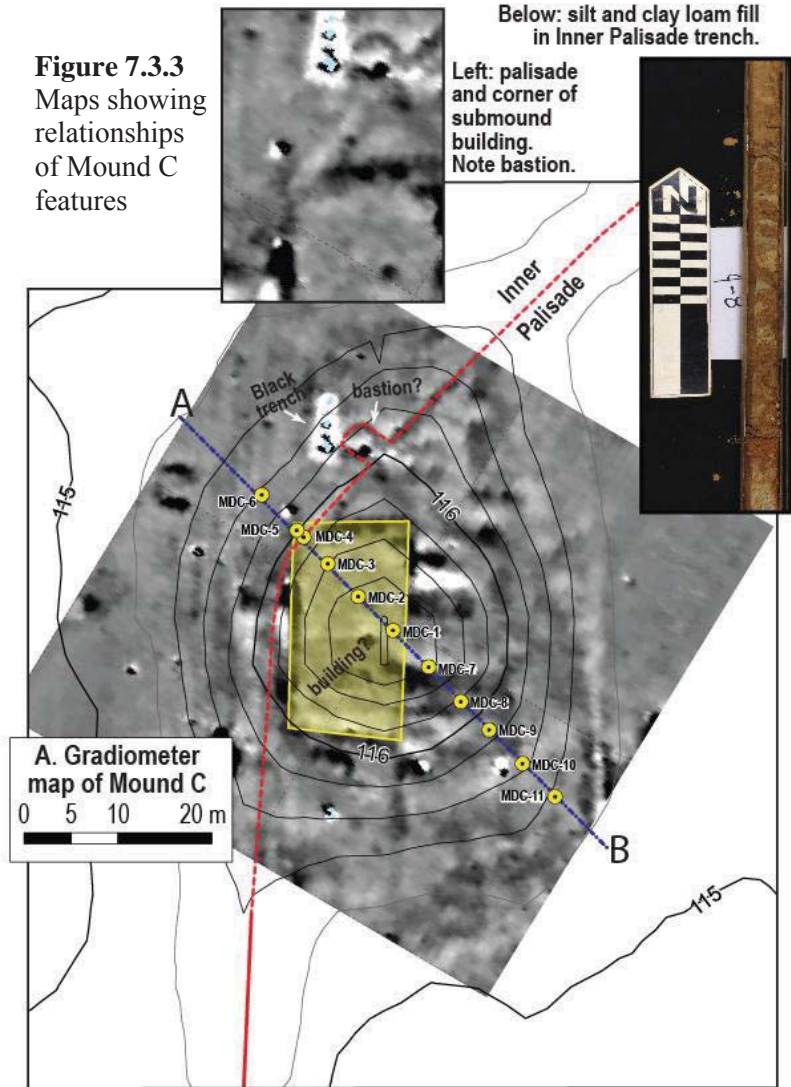 Figure 7.3.3
Maps showing
relationships
of Mound C
features
Below: silt and clay loam fill
in Inner Palisade trench.
Left: palisade
and corner of
submound
building.
Note bastion.
N
a-b
Inner
Palisade
Black
trench
bastion?
A
116
115
MDC-6
MDC-5
MDC-4
MDC-3
MDC-2
MDC-1
building?
MDC-7
MDC-8
MDC-9
116
MDC-10
MDC-11
A. Gradiometer
map of Mound C
0 5 10 20 m
B
115